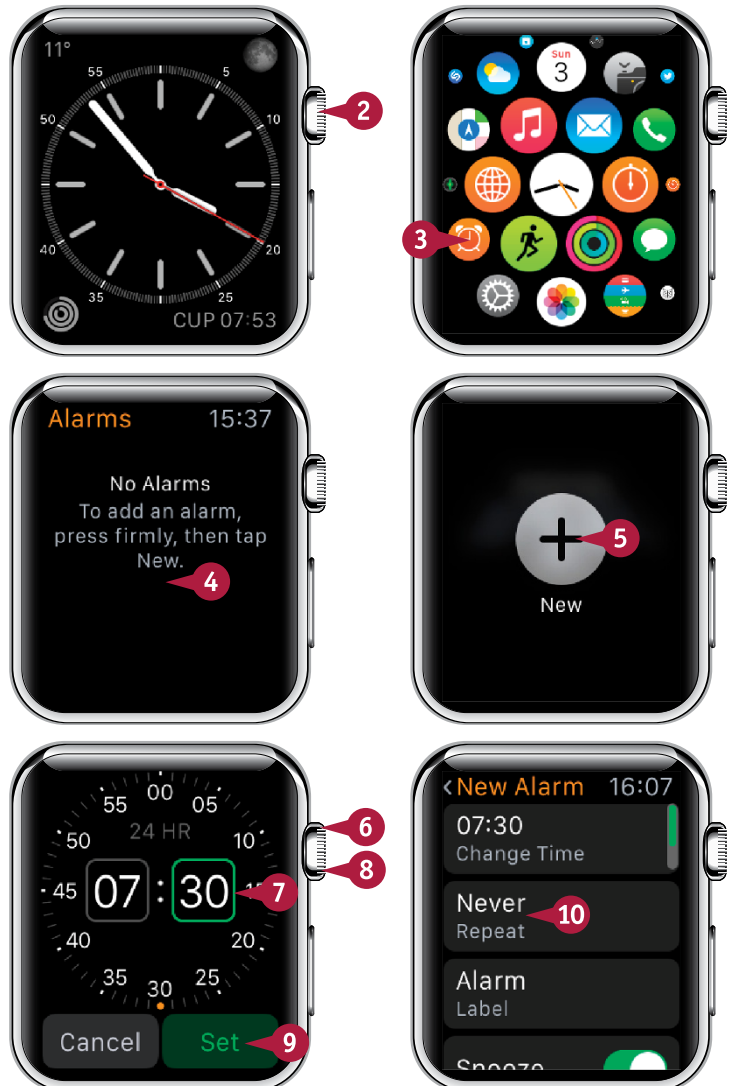 11°
55
5
50
10
40
20
35
25
CUP 07:53
2
Sun
3
3
Alarms 15:37
No Alarms
To add an alarm,
press firmly, then tap
New.
4
5
New
00
55
05
24 HR
50
10
6
8
45
07:30
7
40
20
35
25
30
Cancel
Set
9
<New Alarm 16:07
07:30
Change Time
Never
Repeat
10
Alarm
Label
Snooze